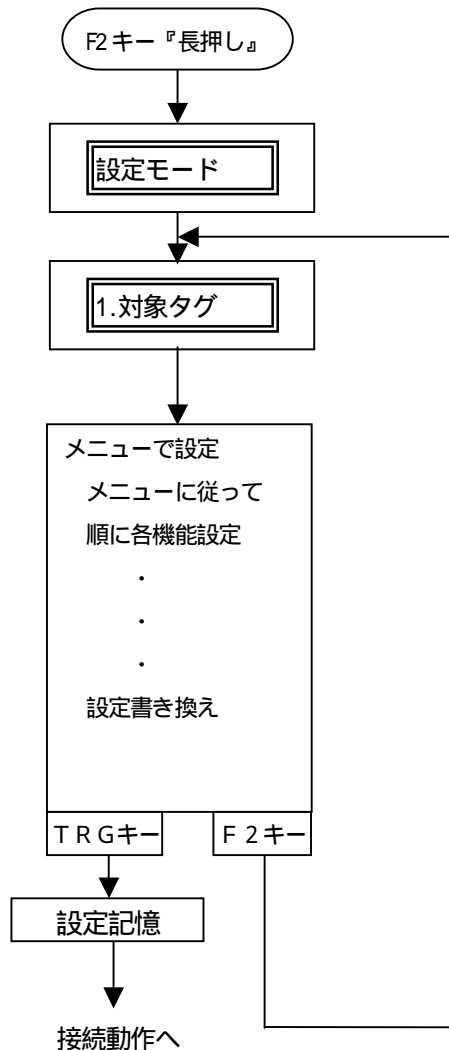 F2キー『長押し』
設定モード
1.対象タグ
メニューで設定
メニューに従って
順に各機能設定
・
・
・
設定書き換え
ＴＲＧキー
Ｆ２キー
設定記憶
接続動作へ